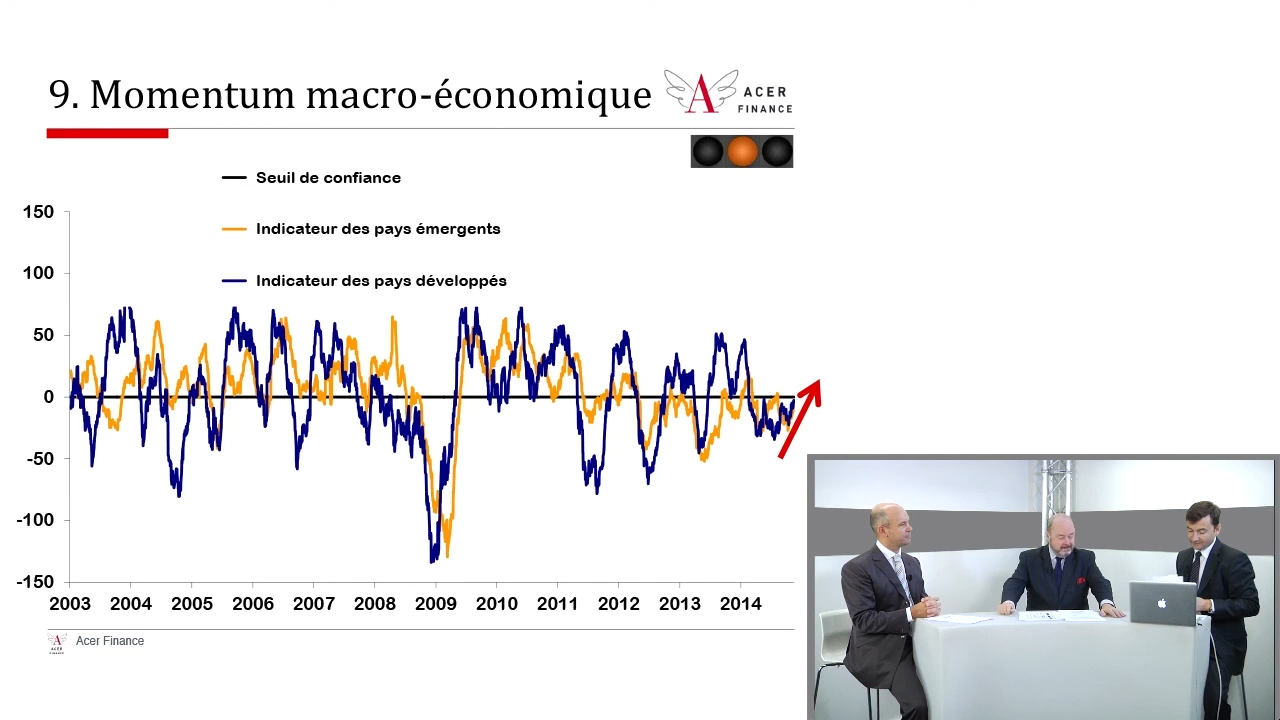 9. Momentum macro-économique
ACER
FINANCE
Seuil de confiance
Indicateur des pays émergents
Indicateur des pays développés
150
100
50
0
-50
-100
-150
2003 2004 2005 2006 2007 2008 2009 2010 2011 2012 2013 2014
ACER
FINANCE
Acer Finance